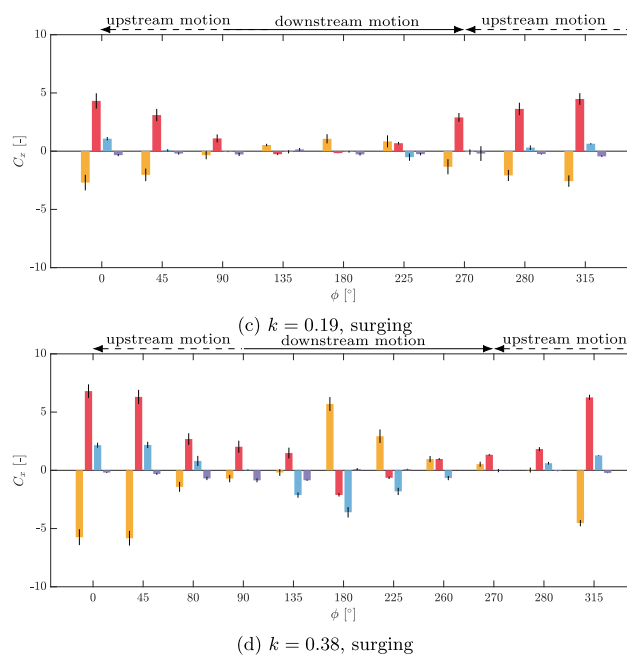 upstream motion downstream motion upstream motion
10
5
0
-5
-10
C_x [-]
0 45 90 135 180 225 270 280 315
ϕ [°]
(c) k = 0.19, surging
upstream motion downstream motion upstream motion
10
5
0
-5
-10
C_x [-]
0 45 80 90 135 180 225 260 270 280 315
ϕ [°]
(d) k = 0.38, surging